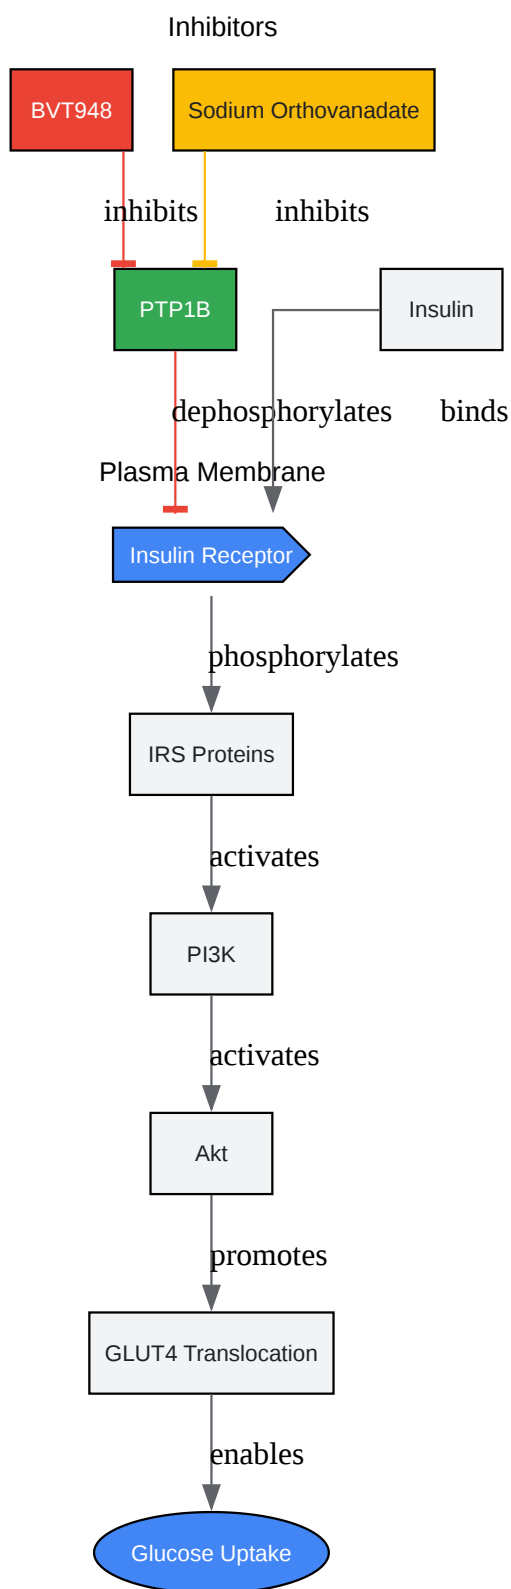 Inhibitors
BVT948
Sodium Orthovanadate
inhibits
inhibits
PTP1B
Insulin
dephosphorylates
binds
Plasma Membrane
Insulin Receptor
phosphorylates
IRS Proteins
activates
PI3K
activates
Akt
promotes
GLUT4 Translocation
enables
Glucose Uptake